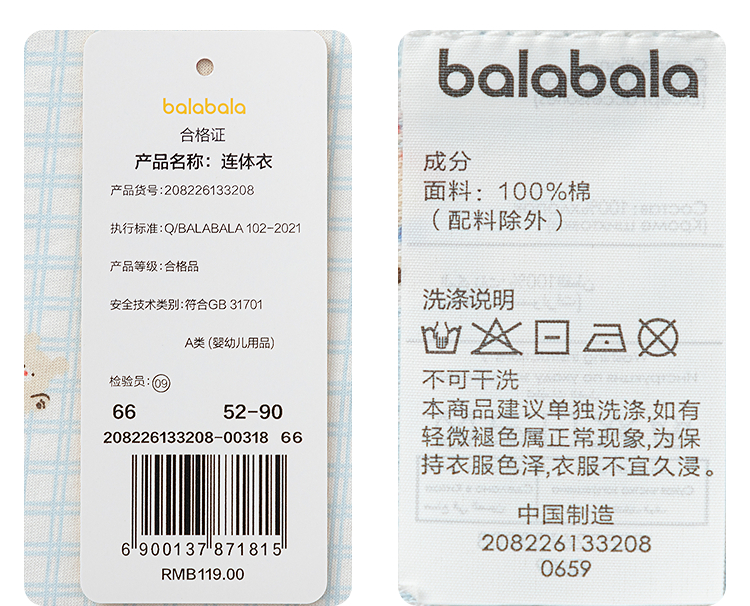 balabala
合格证
产品名称：连体衣
产品货号：208226133208
执行标准：Q/BALABALA 102-2021
产品等级：合格品
安全技术类别：符合GB 31701
A类 (婴幼儿用品)
检验员：09
66 52-90
208226133208-00318 66
6 900137 871815
RMB119.00
balabala
成分
面料：100%棉
（配料除外）
洗涤说明
不可干洗
本商品建议单独洗涤,如有
轻微褪色属正常现象,为保
持衣服色泽,衣服不宜久浸。
中国制造
208226133208
0659